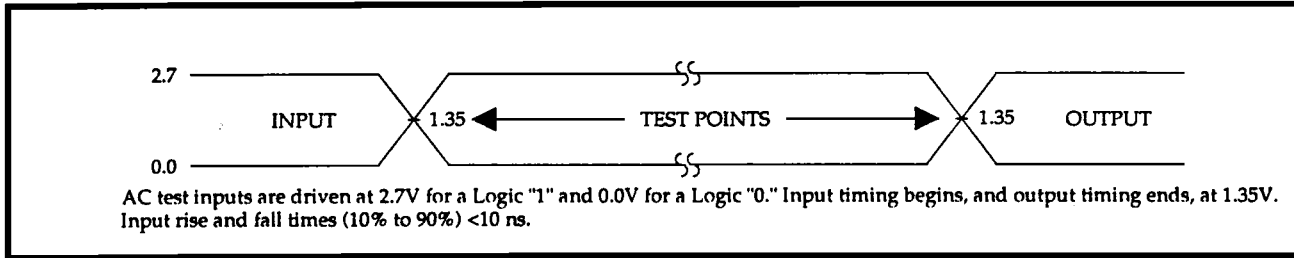 2.7
INPUT 1.35 TEST POINTS 1.35 OUTPUT
0.0
AC test inputs are driven at 2.7V for a Logic "1" and 0.0V for a Logic "0." Input timing begins, and output timing ends, at 1.35V.
Input rise and fall times (10% to 90%) <10 ns.